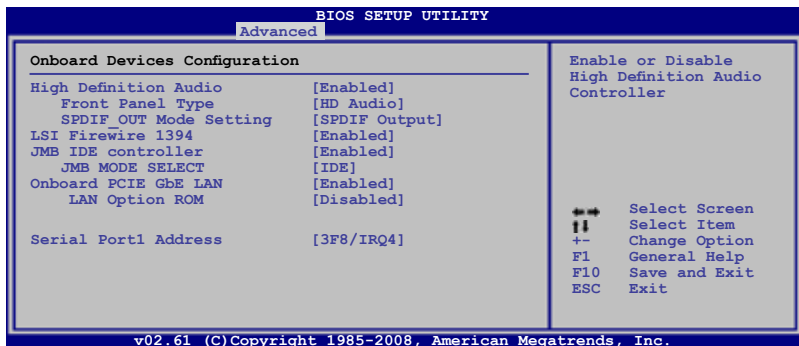 BIOS SETUP UTILITY
Advanced
Onboard Devices Configuration
High Definition Audio [Enabled]
Front Panel Type [HD Audio]
SPDIF_OUT Mode Setting [SPDIF Output]
LSI Firewire 1394 [Enabled]
JMB IDE controller [Enabled]
JMB MODE SELECT [IDE]
Onboard PCIE GbE LAN [Enabled]
LAN Option ROM [Disabled]
Serial Port1 Address [3F8/IRQ4]
Enable or Disable
High Definition Audio
Controller
←→ Select Screen
↑↓ Select Item
+- Change Option
F1 General Help
F10 Save and Exit
ESC Exit
v02.61 (C)Copyright 1985-2008, American Megatrends, Inc.